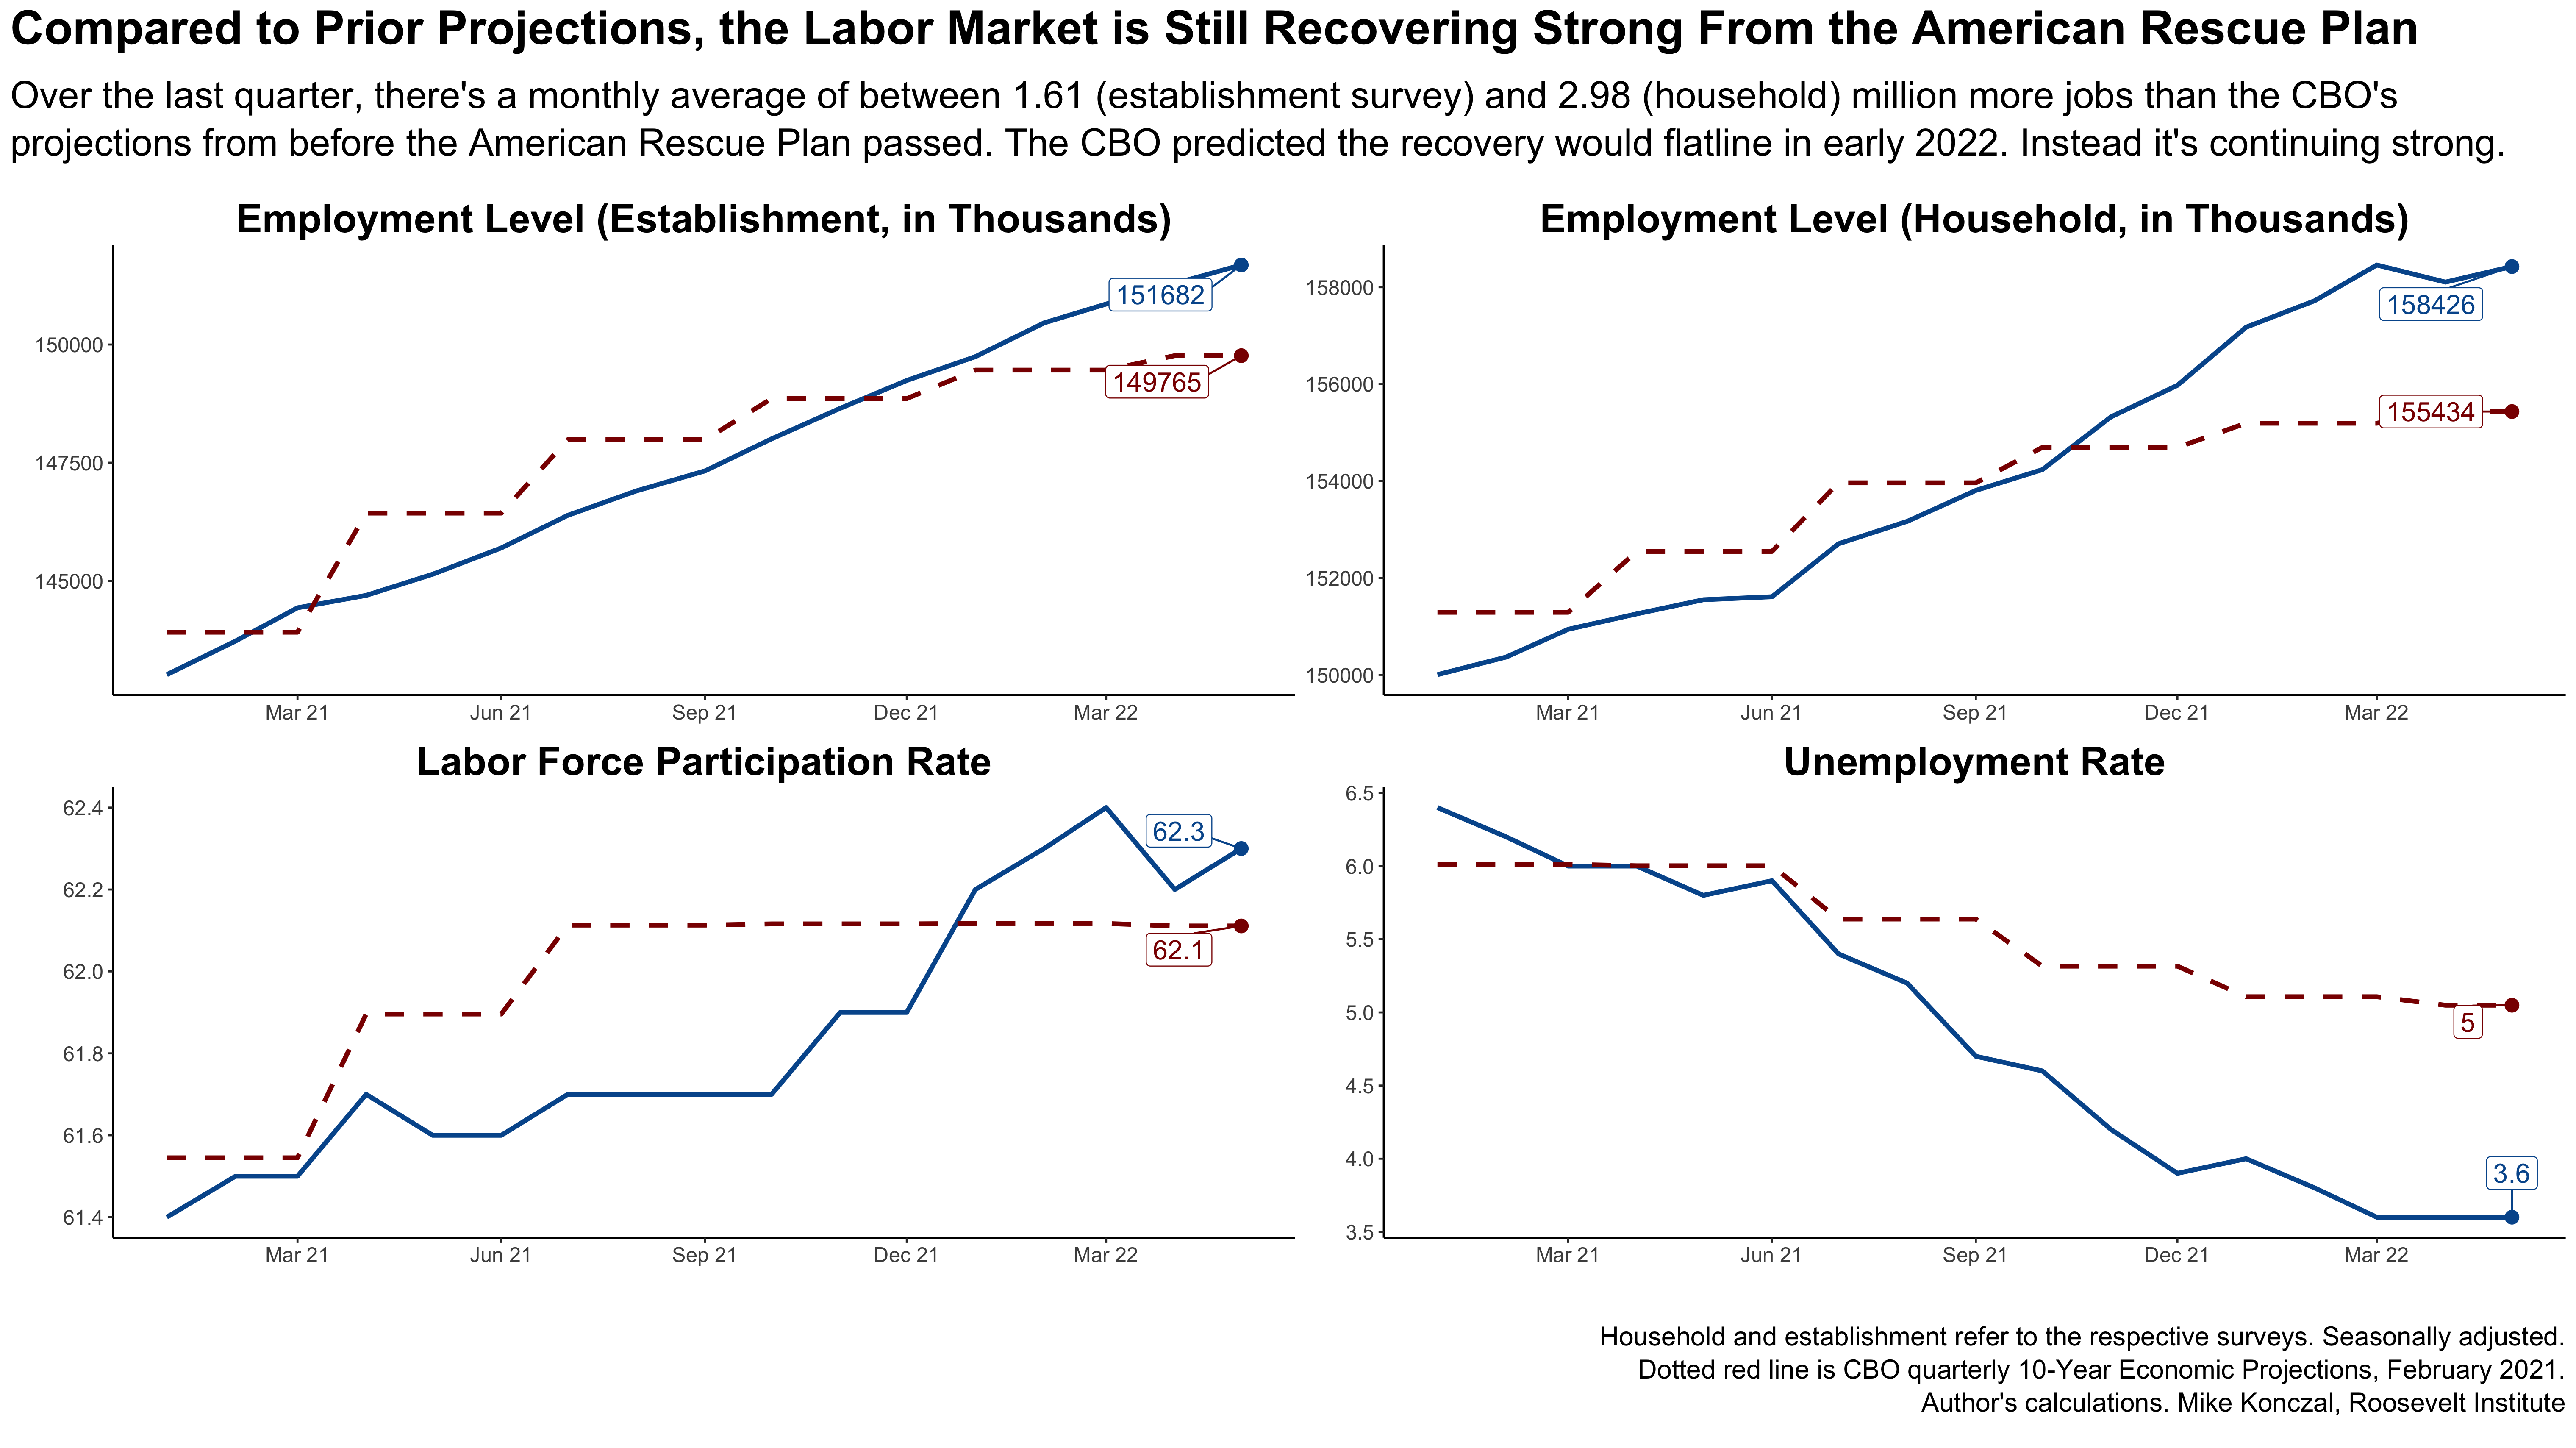 Compared to Prior Projections, the Labor Market is Still Recovering Strong From the American Rescue Plan
Over the last quarter, there's a monthly average of between 1.61 (establishment survey) and 2.98 (household) million more jobs than the CBO's
projections from before the American Rescue Plan passed. The CBO predicted the recovery would flatline in early 2022. Instead it's continuing strong.
Employment Level (Establishment, in Thousands)
150000
147500
145000
151682
149765
Mar 21 Jun 21 Sep 21 Dec 21 Mar 22
Employment Level (Household, in Thousands)
158000
156000
154000
152000
150000
158426
155434
Mar 21 Jun 21 Sep 21 Dec 21 Mar 22
Labor Force Participation Rate
62.4
62.2
62.0
61.8
61.6
61.4
62.3
62.1
Mar 21 Jun 21 Sep 21 Dec 21 Mar 22
Unemployment Rate
6.5
6.0
5.5
5.0
4.5
4.0
3.5
5
3.6
Mar 21 Jun 21 Sep 21 Dec 21 Mar 22
Household and establishment refer to the respective surveys. Seasonally adjusted.
Dotted red line is CBO quarterly 10-Year Economic Projections, February 2021.
Author's calculations. Mike Konczal, Roosevelt Institute